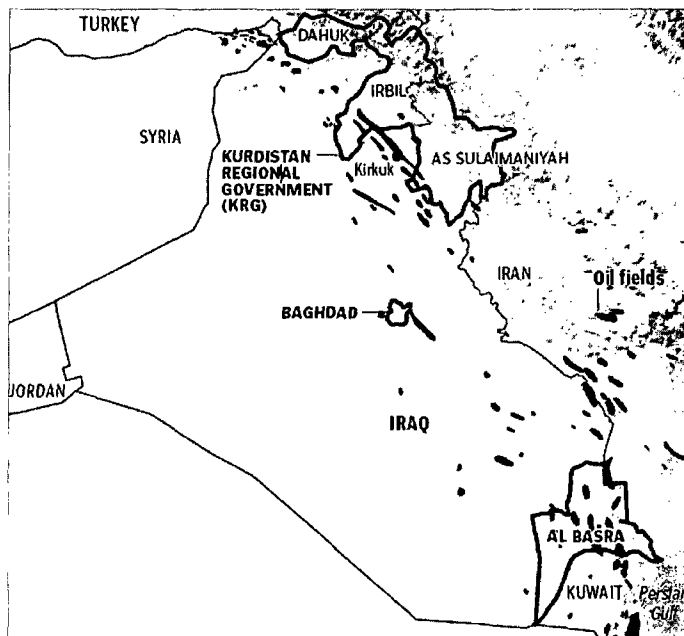 TURKEY
DAHUK
IRBIL
SYRIA
KURDISTAN
REGIONAL
GOVERNMENT
(KRG)
Kirkuk
AS SULAIMANIYAH
IRAN
Oil fields
BAGHDAD
JORDAN
IRAQ
AL BASRA
KUWAIT
Persian
Gulf